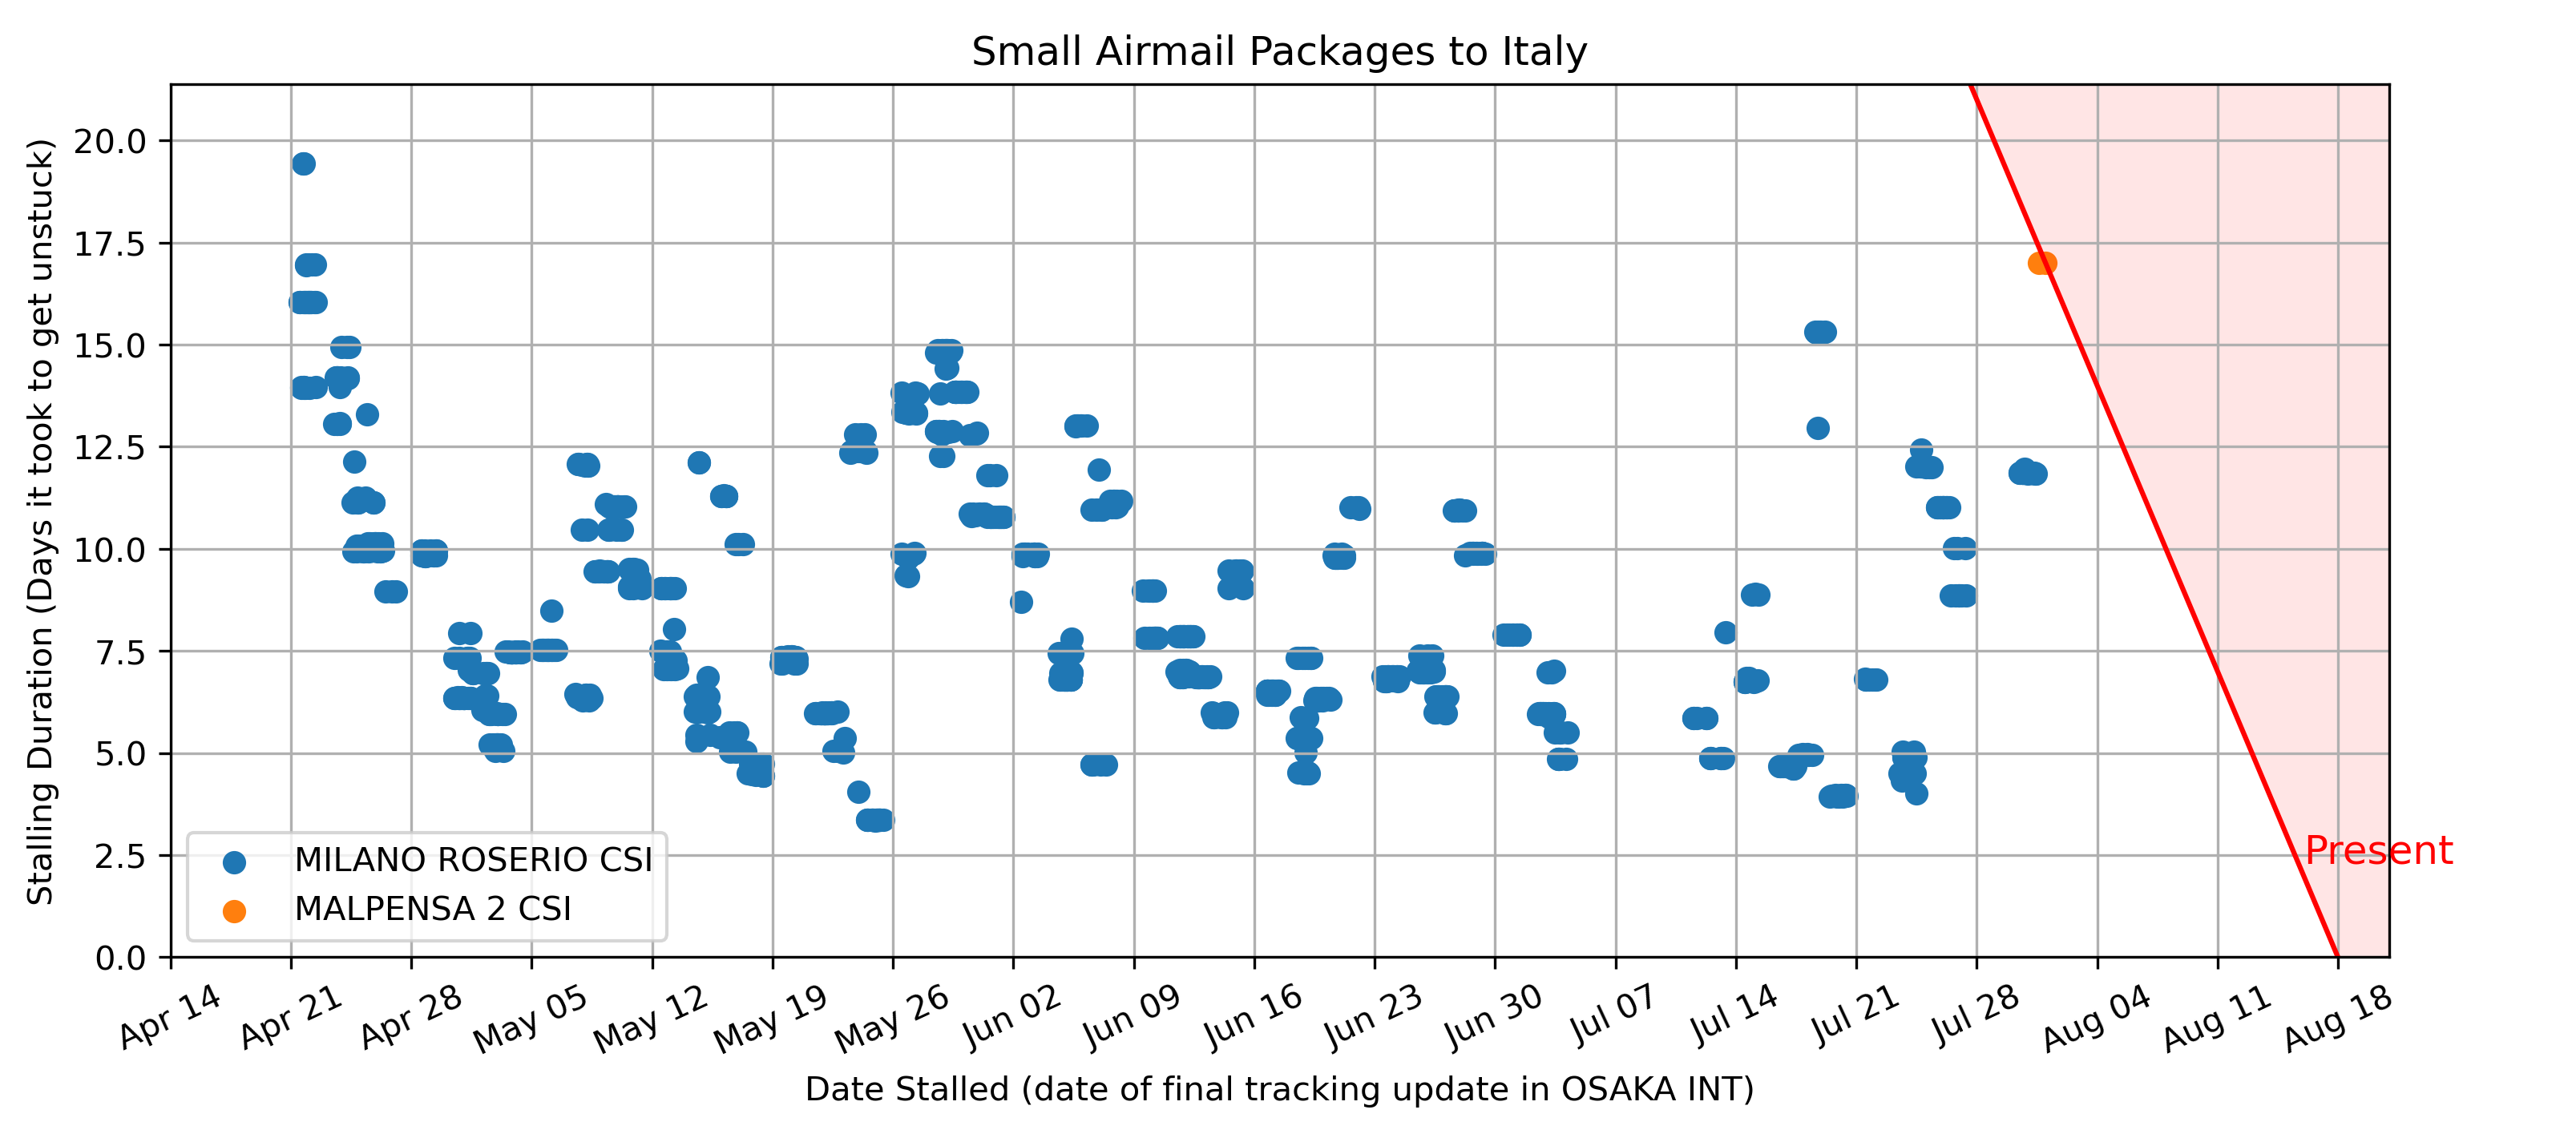 Small Airmail Packages to Italy
Stalling Duration (Days it took to get unstuck)
20.0
17.5
15.0
12.5
10.0
7.5
5.0
2.5
0.0
MILANO ROSERIO CSI
MALPENSA 2 CSI
Present
Apr 14
Apr 21
Apr 28
May 05
May 12
May 19
May 26
Jun 02
Jun 09
Jun 16
Jun 23
Jun 30
Jul 07
Jul 14
Jul 21
Jul 28
Aug 04
Aug 11
Aug 18
Date Stalled (date of final tracking update in OSAKA INT)